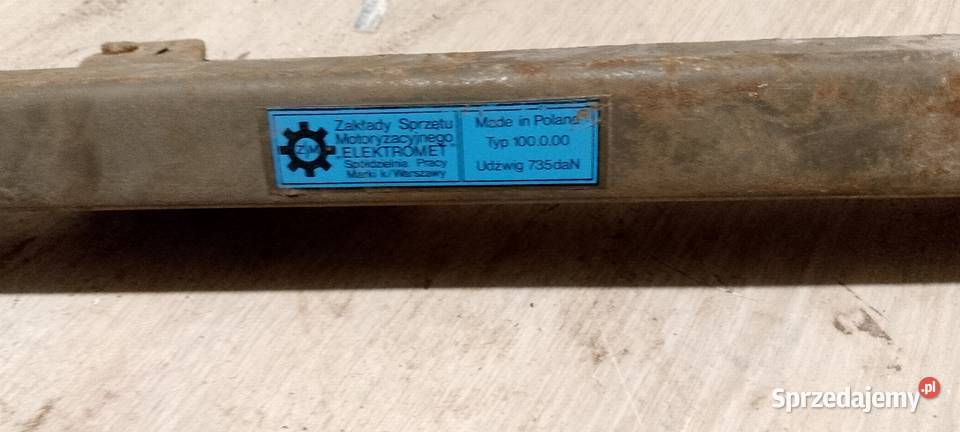 Zakłady Sprzętu
Motoryzacyjnego
„ELEKTROMET"
Spółdzielnia Pracy
Marki k/Warszawy
ZSM
Made in Poland
Typ 100.0.00
Udźwig 735daN
Sprzedajemy.pl